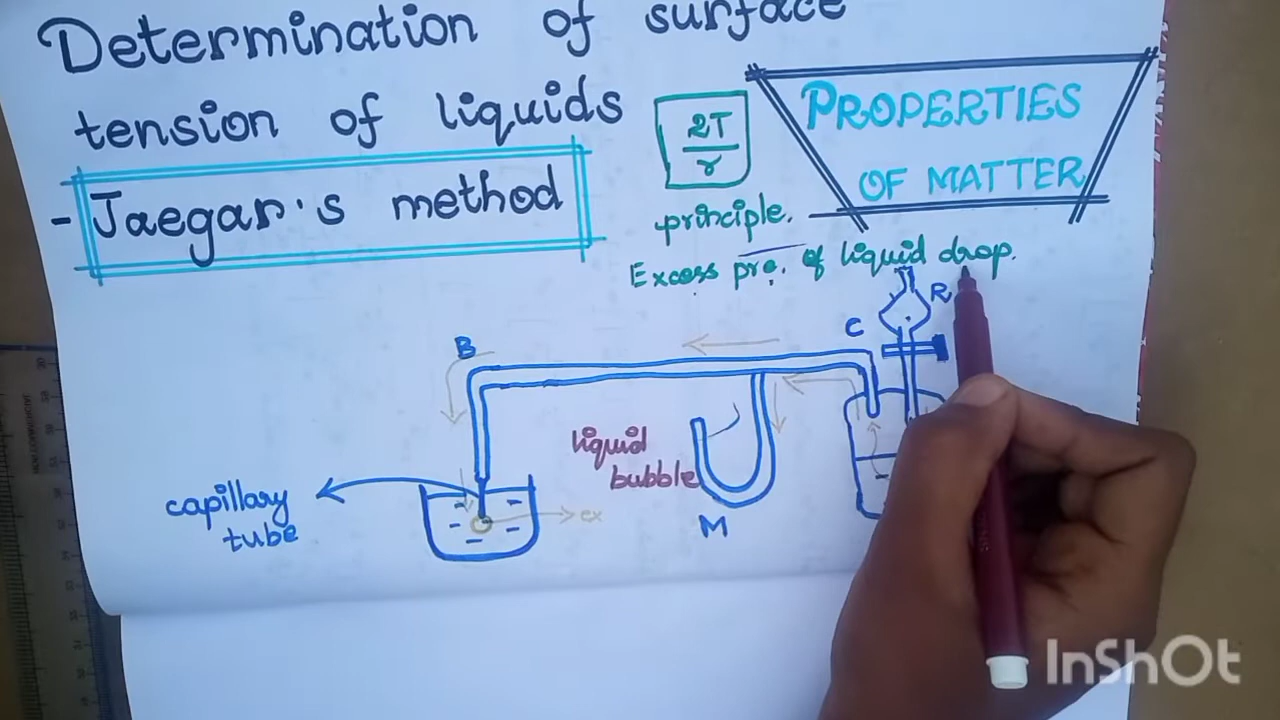 Determination of surface
tension of liquids
- Jaegar's method
2T
r
principle.
PROPERTIES
OF MATTER
Excess pre. of liquid drop.
R
C
B
liquid
bubble
capillary
tube
ex
M
InShOt